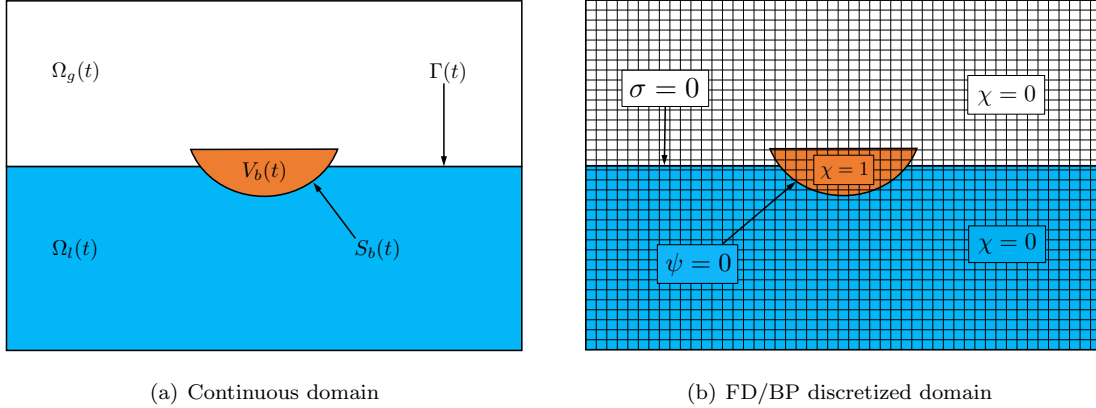 Ω_g(t)
Γ(t)
V_b(t)
Ω_l(t)
S_b(t)
(a) Continuous domain
σ = 0
χ = 0
χ = 1
ψ = 0
χ = 0
(b) FD/BP discretized domain